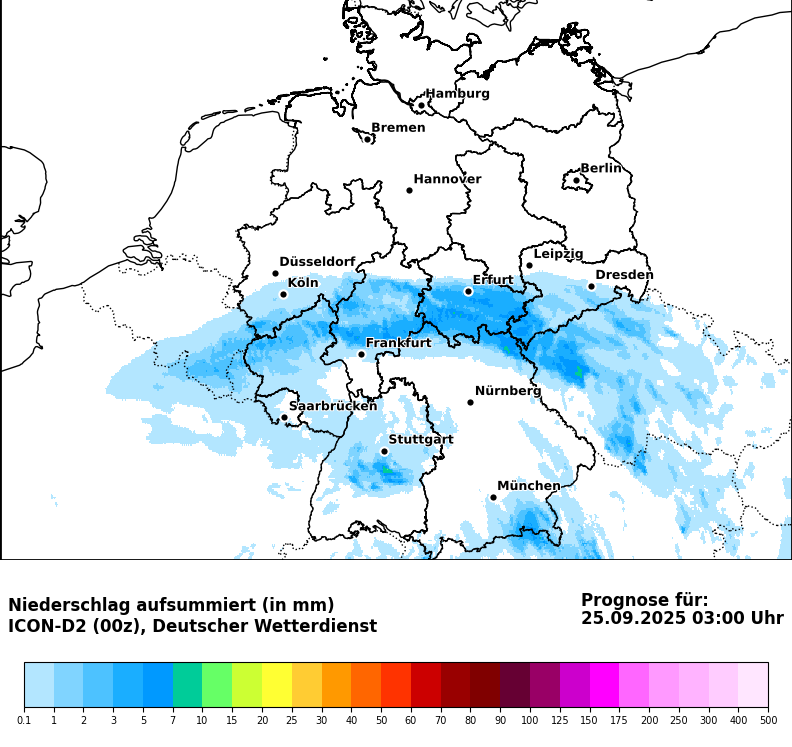 Hamburg
Bremen
Berlin
Hannover
Leipzig
Düsseldorf
Dresden
Köln
Erfurt
Frankfurt
Nürnberg
Saarbrücken
Stuttgart
München
Niederschlag aufsummiert (in mm)
ICON-D2 (00z), Deutscher Wetterdienst
Prognose für:
25.09.2025 03:00 Uhr
0.1 1 2 3 5 7 10 15 20 25 30 40 50 60 70 80 90 100 125 150 175 200 250 300 400 500